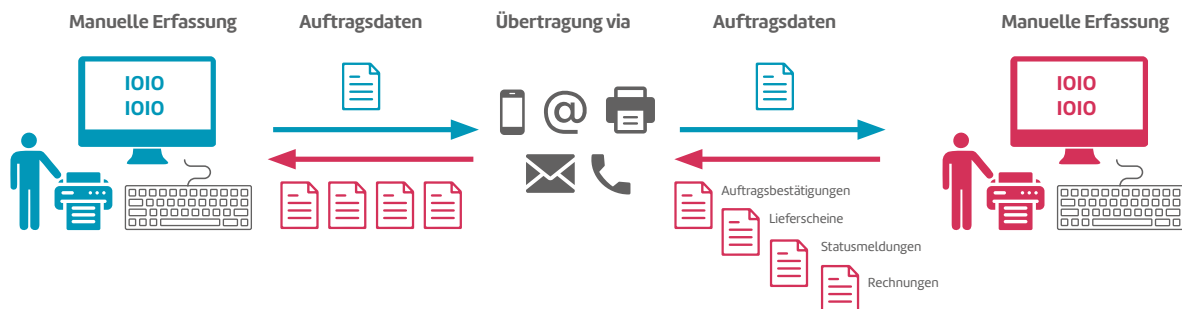 Manuelle Erfassung
Auftragsdaten
Übertragung via
Auftragsdaten
Manuelle Erfassung
IOIO
IOIO
@
IOIO
IOIO
Auftragsbestätigungen
Lieferscheine
Statusmeldungen
Rechnungen